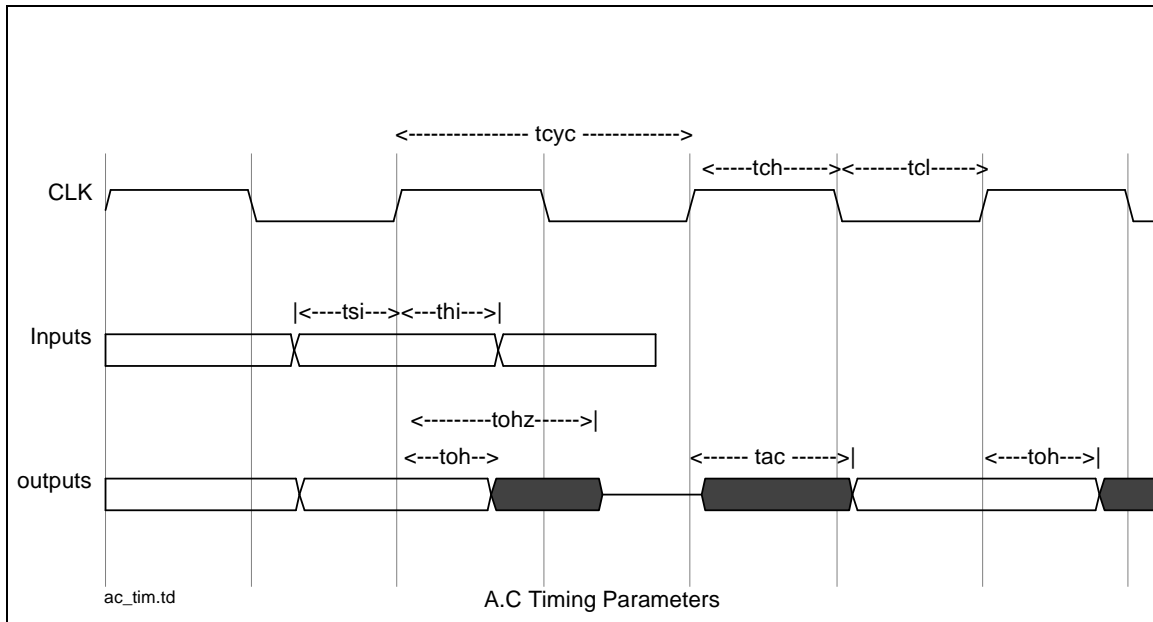 <---------------- tcyc ------------->
<-----tch-----><-------tcl------>
CLK
|<----tsi---><---thi--->|
Inputs
<---------tohz------>|
<---toh-->
<------ tac ------>|
<----toh--->|
outputs
ac_tim.td
A.C Timing Parameters